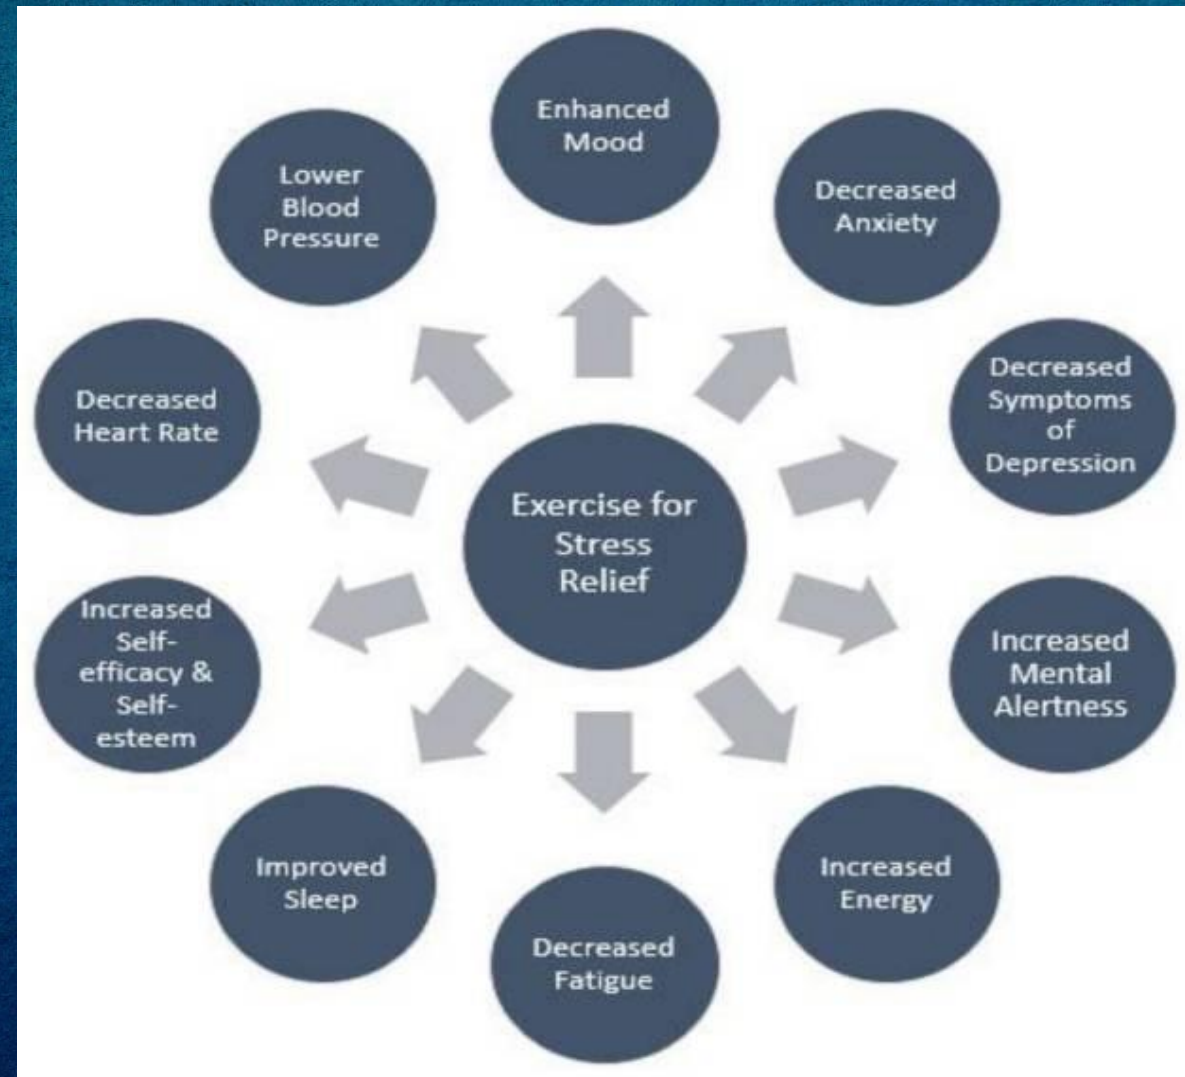 Enhanced
Mood
Decreased
Anxiety
Decreased
Symptoms
of
Depression
Increased
Mental
Alertness
Increased
Energy
Decreased
Fatigue
Improved
Sleep
Increased
Self-
efficacy &
Self-
esteem
Decreased
Heart Rate
Lower
Blood
Pressure
Exercise for
Stress
Relief